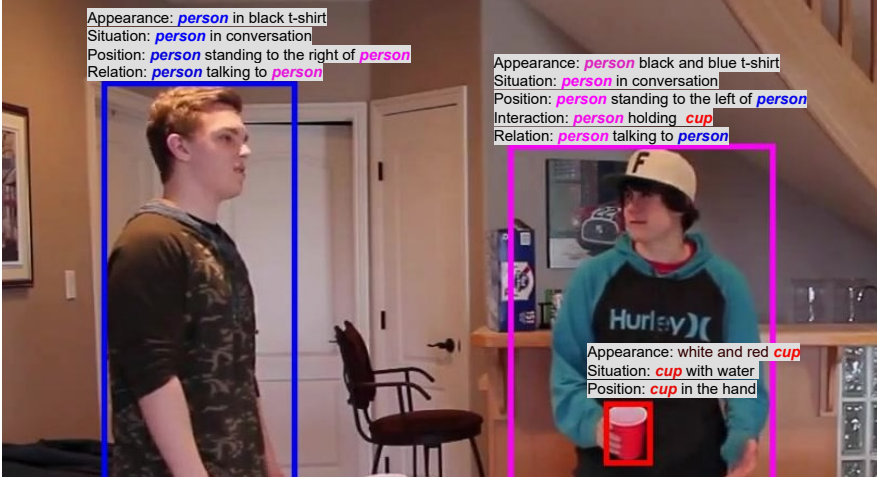 Appearance: person in black t-shirt
Situation: person in conversation
Position: person standing to the right of person
Relation: person talking to person
Appearance: person black and blue t-shirt
Situation: person in conversation
Position: person standing to the left of person
Interaction: person holding cup
Relation: person talking to person
F
Hurley
Appearance: white and red cup
Situation: cup with water
Position: cup in the hand